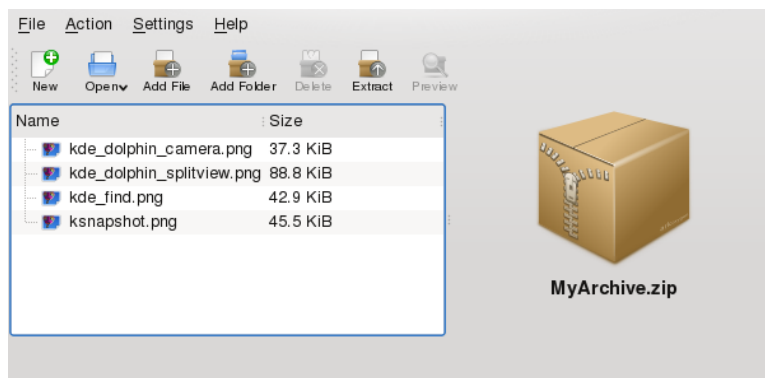 File Action Settings Help
New Open Add File Add Folder Delete Extract Preview
Name Size
kde_dolphin_camera.png 37.3 KiB
kde_dolphin_splitview.png 88.8 KiB
kde_find.png 42.9 KiB
ksnapshot.png 45.5 KiB
MyArchive.zip